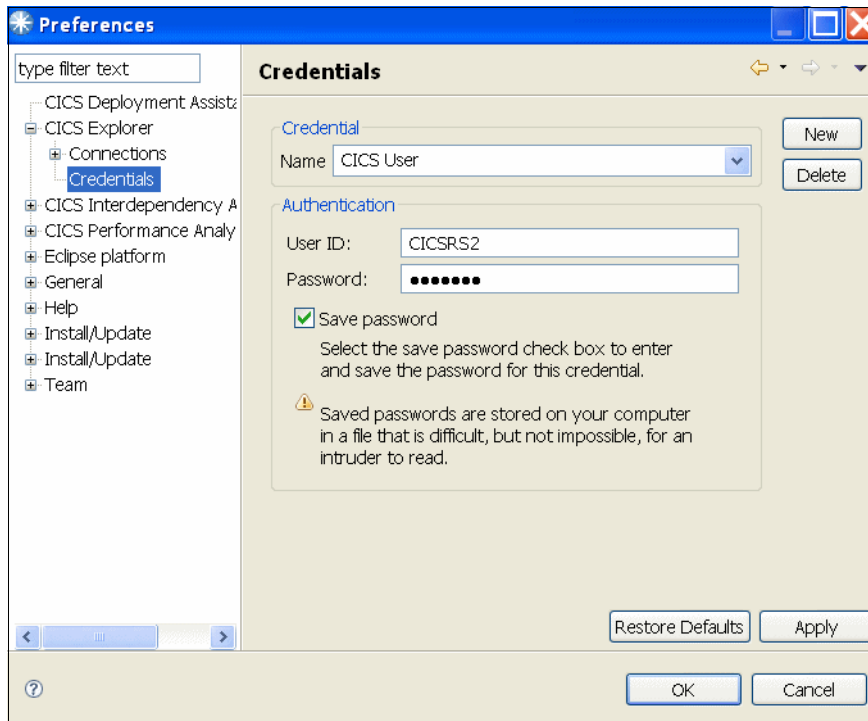 Preferences
type filter text
CICS Deployment Assista
CICS Explorer
Connections
Credentials
CICS Interdependency A
CICS Performance Analy
Eclipse platform
General
Help
Install/Update
Install/Update
Team
Credentials
Credential
Name CICS User
New
Delete
Authentication
User ID: CICSRS2
Password: •••••••
Save password
Select the save password check box to enter
and save the password for this credential.
Saved passwords are stored on your computer
in a file that is difficult, but not impossible, for an
intruder to read.
Restore Defaults Apply
OK Cancel